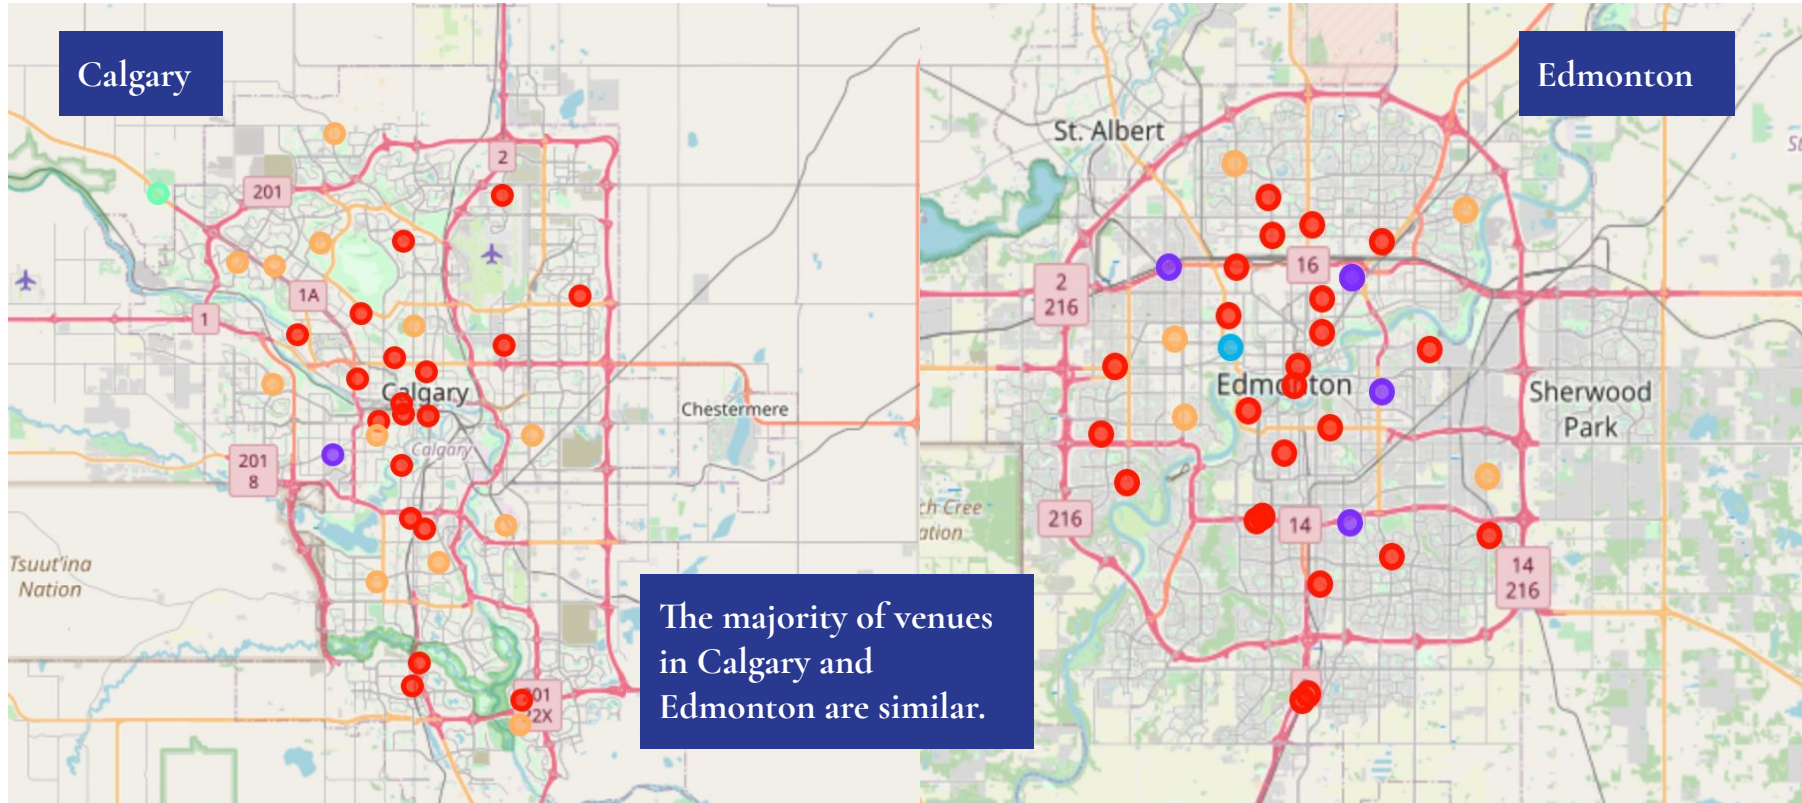 Calgary
Edmonton
2
201
1A
1
Calgary
Chestermere
Calgary
201
8
Tsuut'ina
Nation
The majority of venues
in Calgary and
Edmonton are similar.
St. Albert
16
2
216
Edmonton
Sherwood
Park
216
14
14
216